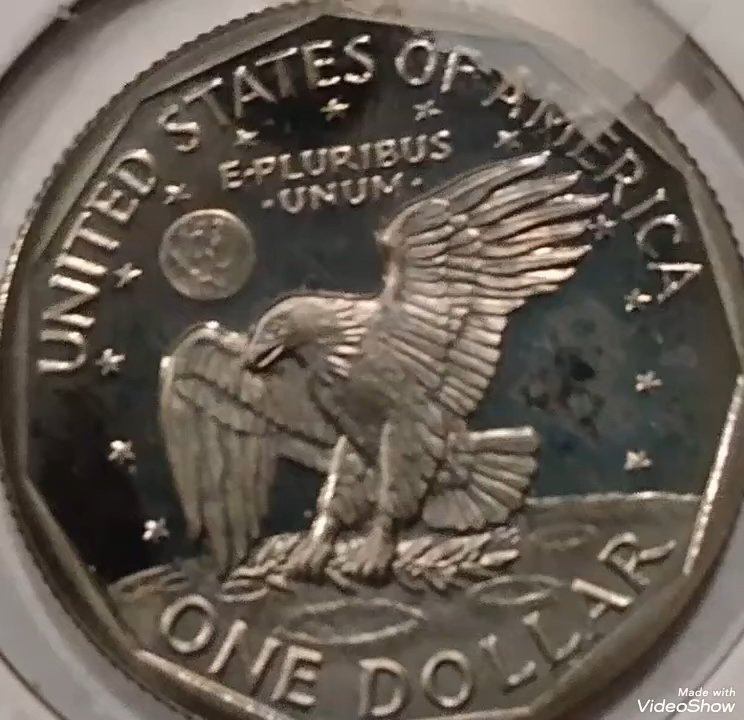 UNITED STATES OF AMERICA
E·PLURIBUS
·UNUM·
ONE DOLLAR
Made with
VideoShow